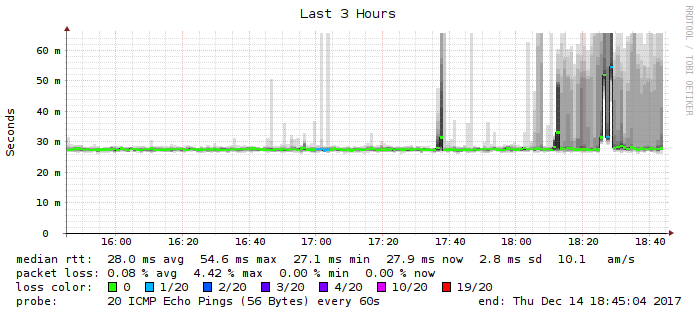 Last 3 Hours
RRDTOOL / TOBI OETIKER
Seconds
60 m
50 m
40 m
30 m
20 m
10 m
0
16:00 16:20 16:40 17:00 17:20 17:40 18:00 18:20 18:40
median rtt: 28.0 ms avg 54.6 ms max 27.1 ms min 27.9 ms now 2.8 ms sd 10.1 am/s
packet loss: 0.08 % avg 4.42 % max 0.00 % min 0.00 % now
loss color: 0 1/20 2/20 3/20 4/20 10/20 19/20
probe: 20 ICMP Echo Pings (56 Bytes) every 60s end: Thu Dec 14 18:45:04 2017